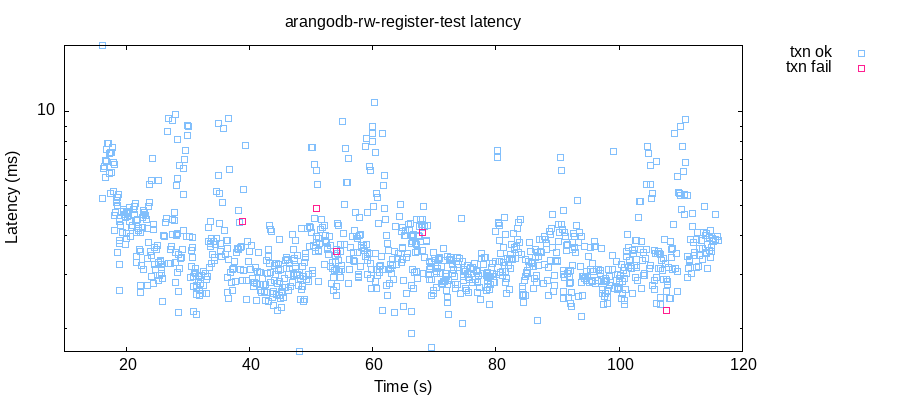 arangodb-rw-register-test latency
txn ok
txn fail
10
Latency (ms)
20 40 60 80 100 120
Time (s)